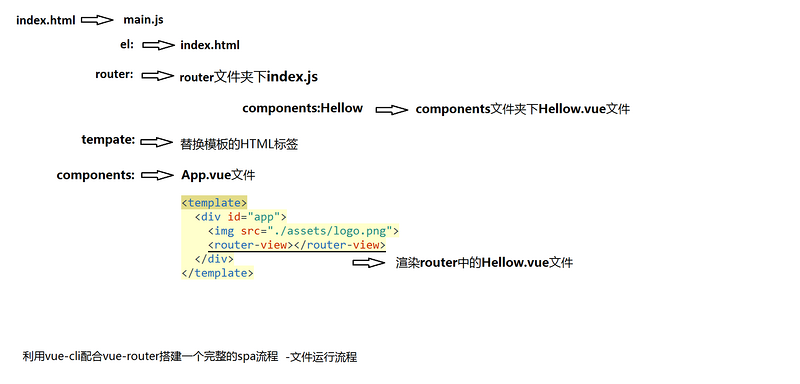 index.html main.js
el: index.html
router: router文件夹下index.js
components:Hellow components文件夹下Hellow.vue文件
tempate: 替换模板的HTML标签
components: App.vue文件
<template>
<div id="app">
<img src="./assets/logo.png">
<router-view></router-view>
</div>
渲染router中的Hellow.vue文件
</template>
利用vue-cli配合vue-router搭建一个完整的spa流程 -文件运行流程